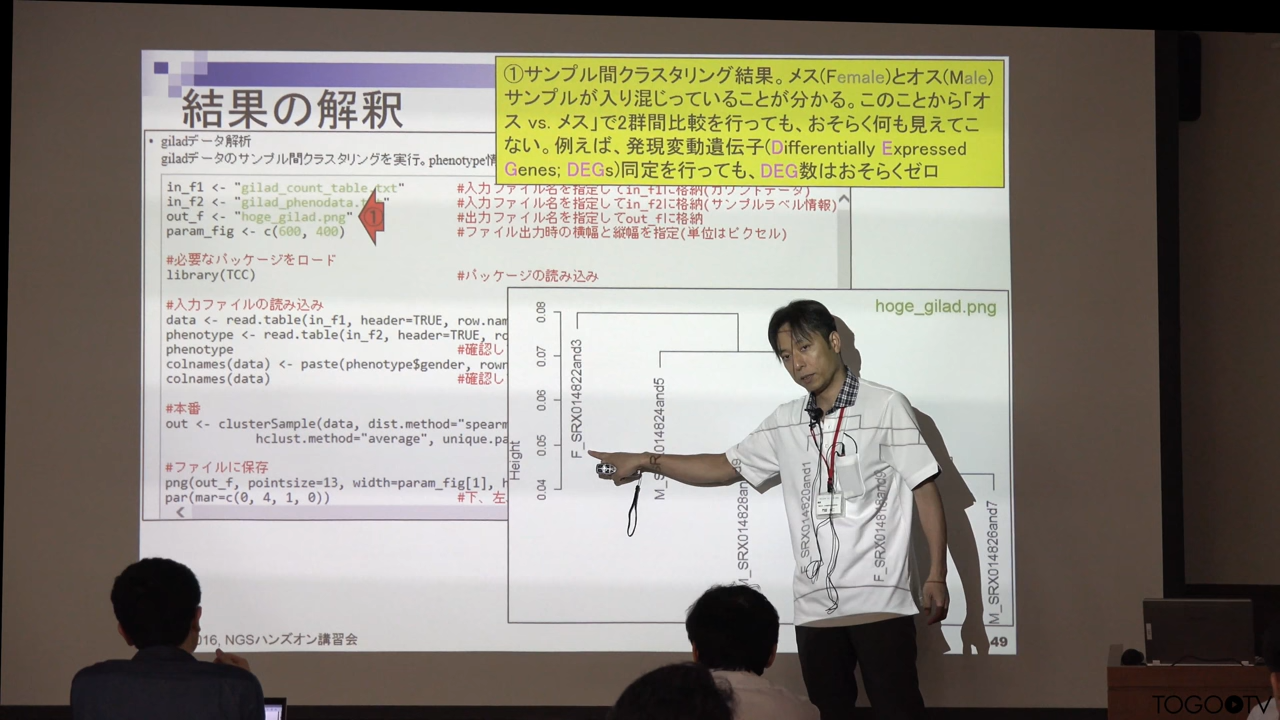 結果の解釈
①サンプル間クラスタリング結果。メス(Female)とオス(Male)
サンプルが入り混じっていることが分かる。このことから「オ
ス vs. メス」で2群間比較を行っても、おそらく何も見えてこ
ない。例えば、発現変動遺伝子(Differentially Expressed
Genes; DEGs)同定を行っても、DEG数はおそらくゼロ
• giladデータ解析
giladデータのサンプル間クラスタリングを実行。phenotype情
in_f1 <- "gilad_count_table.txt" #入力ファイル名を指定してin_f1に格納(カウントデータ)
in_f2 <- "gilad_phenodata. #入力ファイル名を指定してin_f2に格納(サンプルラベル情報)
out_f <- "hoge_gilad.png" ① #出力ファイル名を指定してout_fに格納
param_fig <- c(600, 400) #ファイル出力時の横幅と縦幅を指定(単位はピクセル)
#必要なパッケージをロード
library(TCC) #パッケージの読み込み
#入力ファイルの読み込み
data <- read.table(in_f1, header=TRUE, row.nam
phenotype <- read.table(in_f2, header=TRUE, ro
phenotype #確認し
colnames(data) <- paste(phenotype$gender, rown
colnames(data) #確認し
#本番
out <- clusterSample(data, dist.method="spearm
hclust.method="average", unique.pa
#ファイルに保存
png(out_f, pointsize=13, width=param_fig[1], h
par(mar=c(0, 4, 1, 0)) #下、左
hoge_gilad.png
Height
0.08
0.07
0.06
0.05
0.04
F_SRX014822and3
M_SRX014824and5
M_SRX014828and9
F_SRX014820and1
F_SRX014818and9
M_SRX014826and7
016, NGSハンズオン講習会
49
TOGOTV